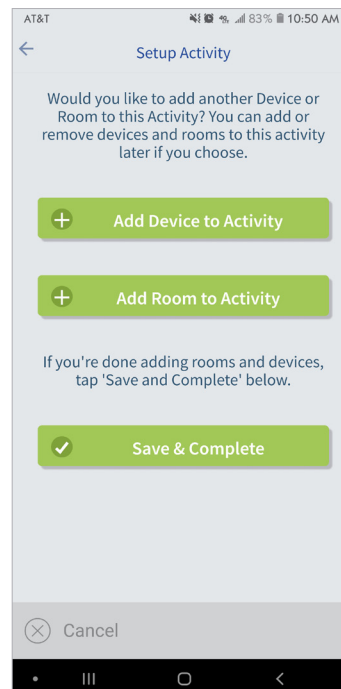 AT&T 83% 10:50 AM
Setup Activity
Would you like to add another Device or
Room to this Activity? You can add or
remove devices and rooms to this activity
later if you choose.
Add Device to Activity
Add Room to Activity
If you're done adding rooms and devices,
tap 'Save and Complete' below.
Save & Complete
Cancel